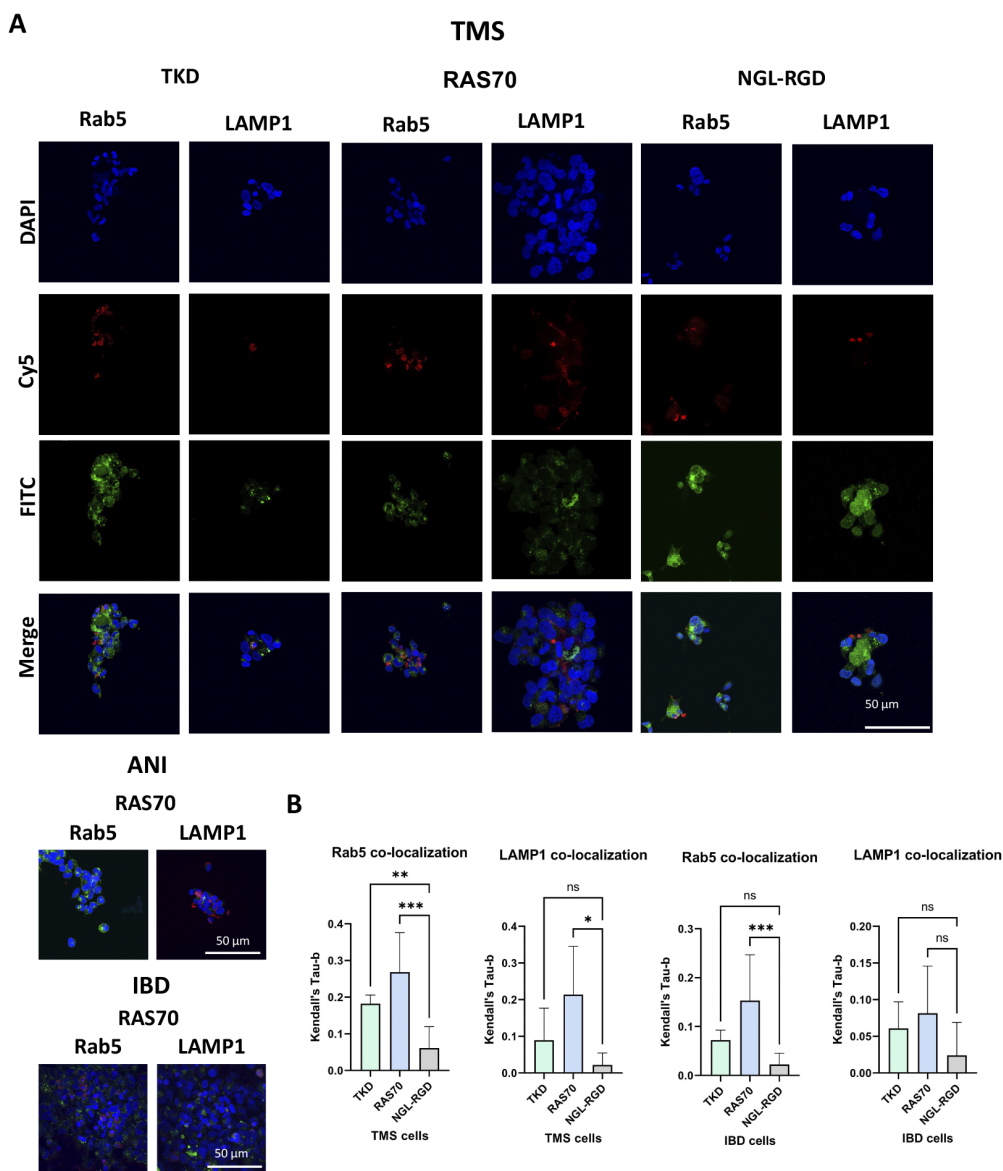 A
TMS
TKD
RAS70
NGL-RGD
Rab5
LAMP1
Rab5
LAMP1
Rab5
LAMP1
DAPI
Cy5
FITC
Merge
50 µm
ANI
RAS70
Rab5
LAMP1
50 µm
IBD
RAS70
Rab5
LAMP1
50 µm
B
Rab5 co-localization
**
***
0.4
0.3
0.2
0.1
0.0
Kendall's Tau-b
TKD
RAS70
NGL-RGD
TMS cells
LAMP1 co-localization
ns
*
0.4
0.3
0.2
0.1
0.0
Kendall's Tau-b
TKD
RAS70
NGL-RGD
TMS cells
Rab5 co-localization
ns
***
0.3
0.2
0.1
0.0
Kendall's Tau-b
TKD
RAS70
NGL-RGD
IBD cells
LAMP1 co-localization
ns
ns
0.20
0.15
0.10
0.05
0.00
Kendall's Tau-b
TKD
RAS70
NGL-RGD
IBD cells